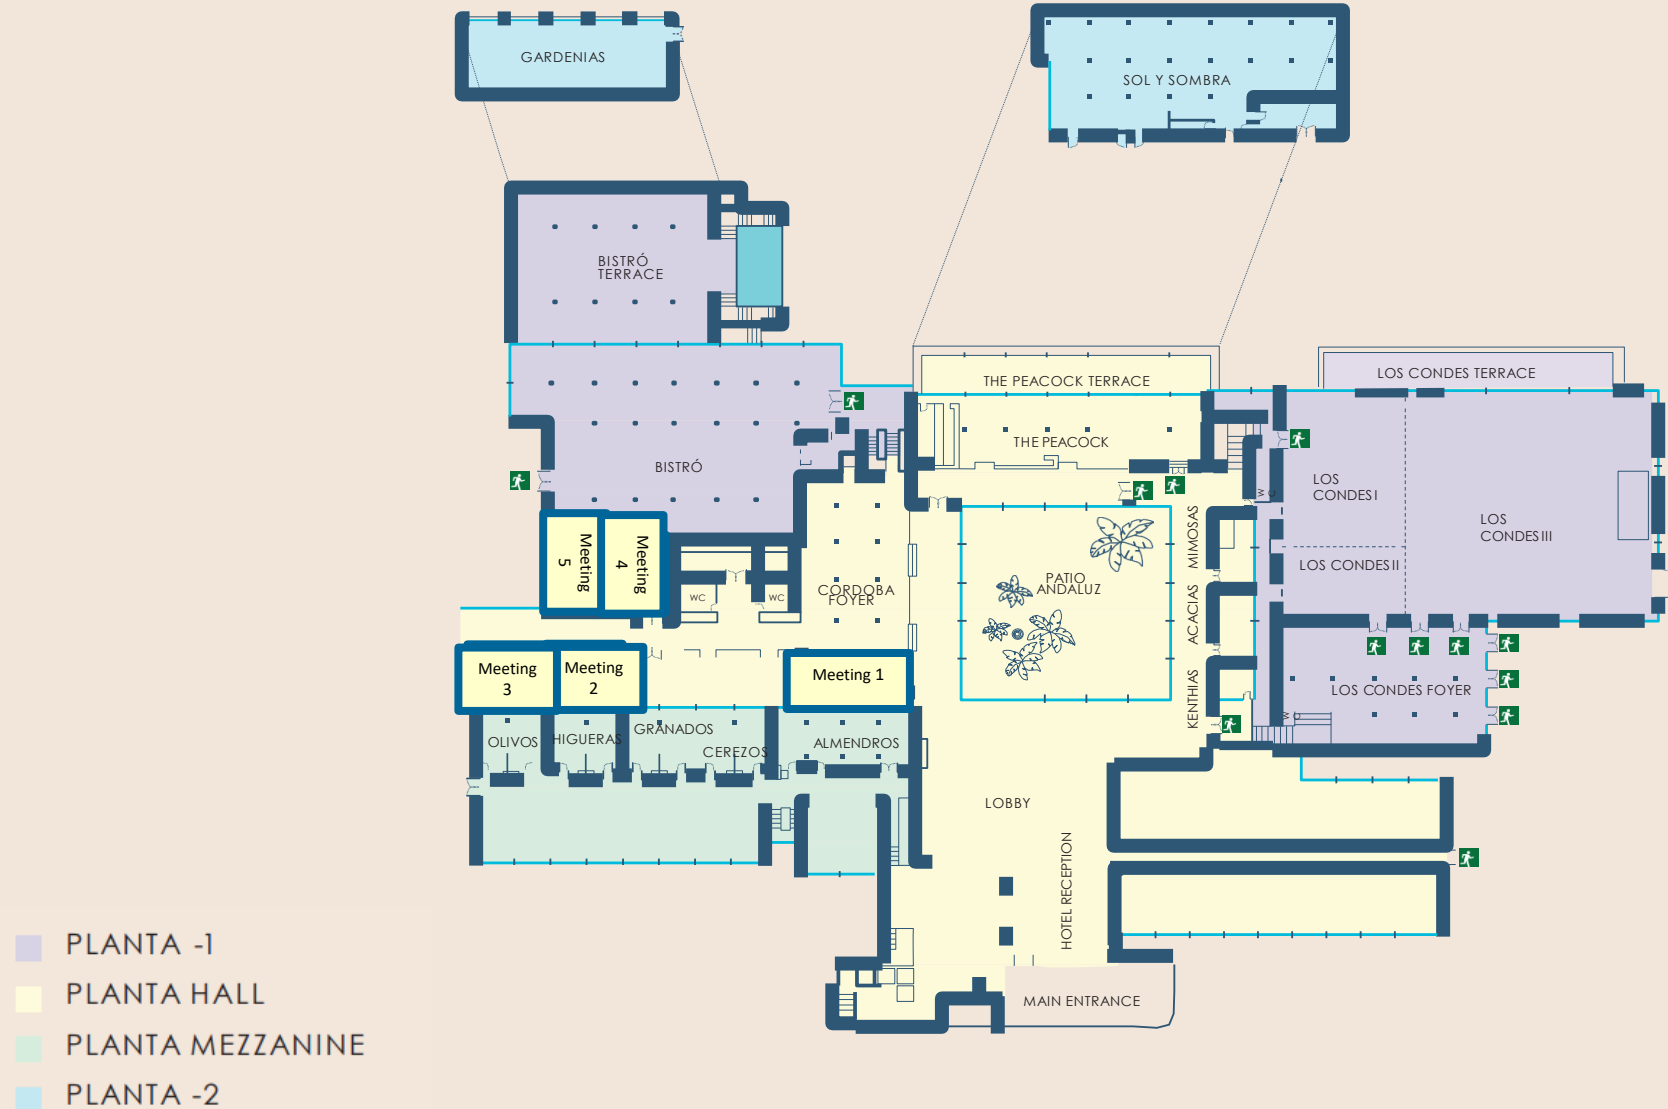 GARDENIAS
SOL Y SOMBRA
BISTRÓ
TERRACE
THE PEACOCK TERRACE
LOS CONDES TERRACE
THE PEACOCK
BISTRÓ
LOS
CONDES I
LOS
CONDES III
LOS CONDES II
WC
Meeting
5
Meeting
4
WC
WC
CORDOBA
FOYER
PATIO
ANDALUZ
MIMOSAS
ACACIAS
KENTHIAS
Meeting
3
Meeting
2
Meeting 1
LOS CONDES FOYER
WC
OLIVOS
HIGUERAS
GRANADOS
CEREZOS
ALMENDROS
LOBBY
HOTEL RECEPTION
MAIN ENTRANCE
PLANTA -1
PLANTA HALL
PLANTA MEZZANINE
PLANTA -2